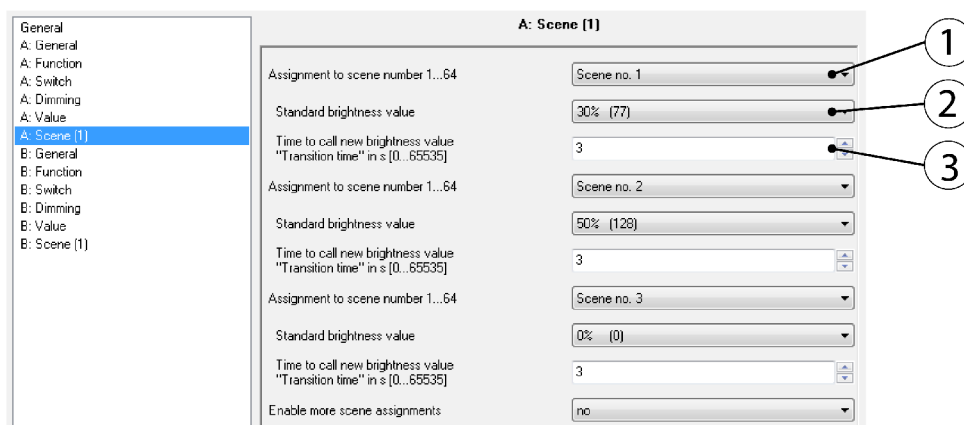 General
A: General
A: Function
A: Switch
A: Dimming
A: Value
A: Scene (1)
B: General
B: Function
B: Switch
B: Dimming
B: Value
B: Scene (1)
A: Scene (1)
Assignment to scene number 1...64
Scene no. 1
1
Standard brightness value
30% (77)
2
Time to call new brightness value
"Transition time" in s [0...65535]
3
3
Assignment to scene number 1...64
Scene no. 2
Standard brightness value
50% (128)
Time to call new brightness value
"Transition time" in s [0...65535]
3
Assignment to scene number 1...64
Scene no. 3
Standard brightness value
0% (0)
Time to call new brightness value
"Transition time" in s [0...65535]
3
Enable more scene assignments
no